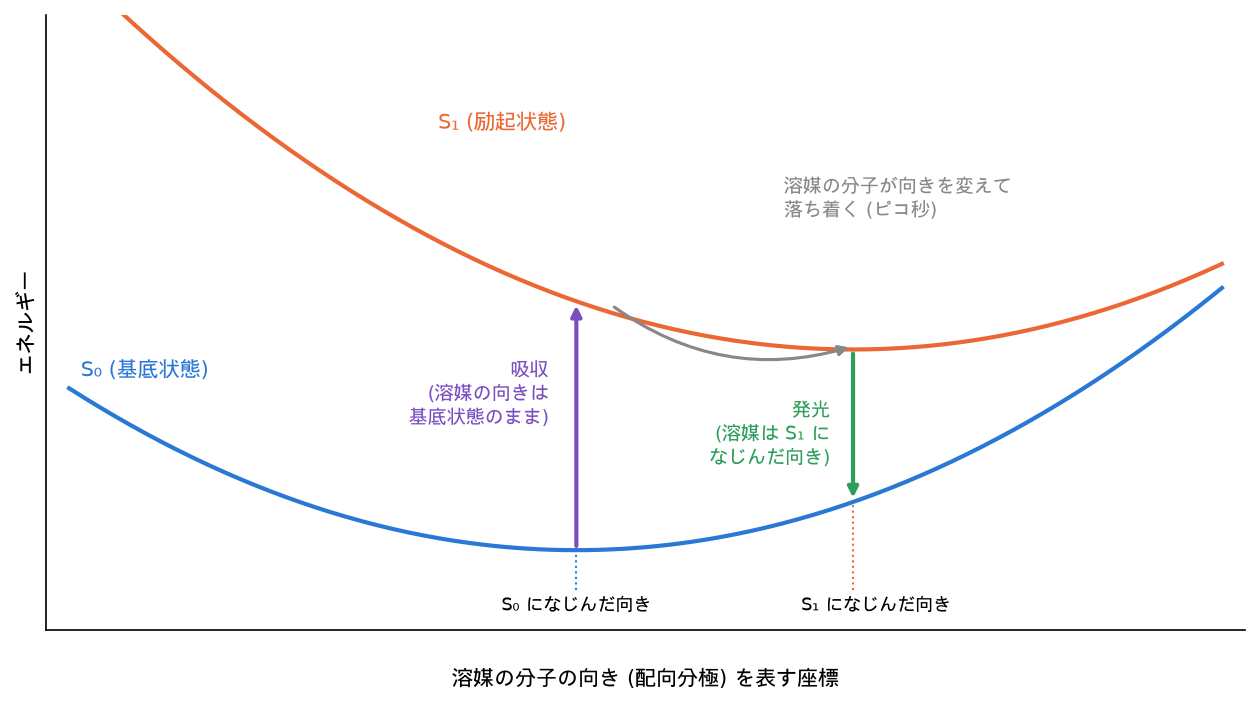 S₁ (励起状態)
溶媒の分子が向きを変えて
落ち着く (ピコ秒)
エネルギー
S₀ (基底状態)
吸収
(溶媒の向きは
基底状態のまま)
発光
(溶媒は S₁ に
なじんだ向き)
S₀ になじんだ向き
S₁ になじんだ向き
溶媒の分子の向き (配向分極) を表す座標